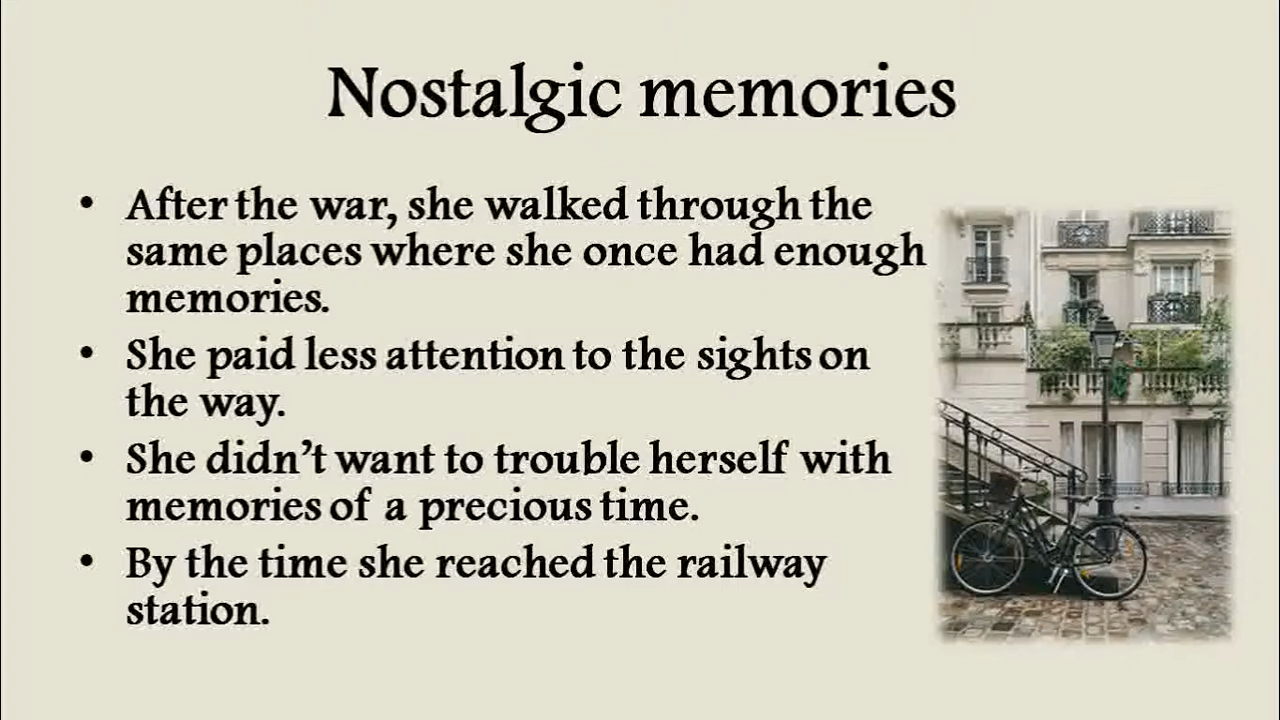 Nostalgic memories
• After the war, she walked through the
same places where she once had enough
memories.
• She paid less attention to the sights on
the way.
• She didn’t want to trouble herself with
memories of a precious time.
• By the time she reached the railway
station.